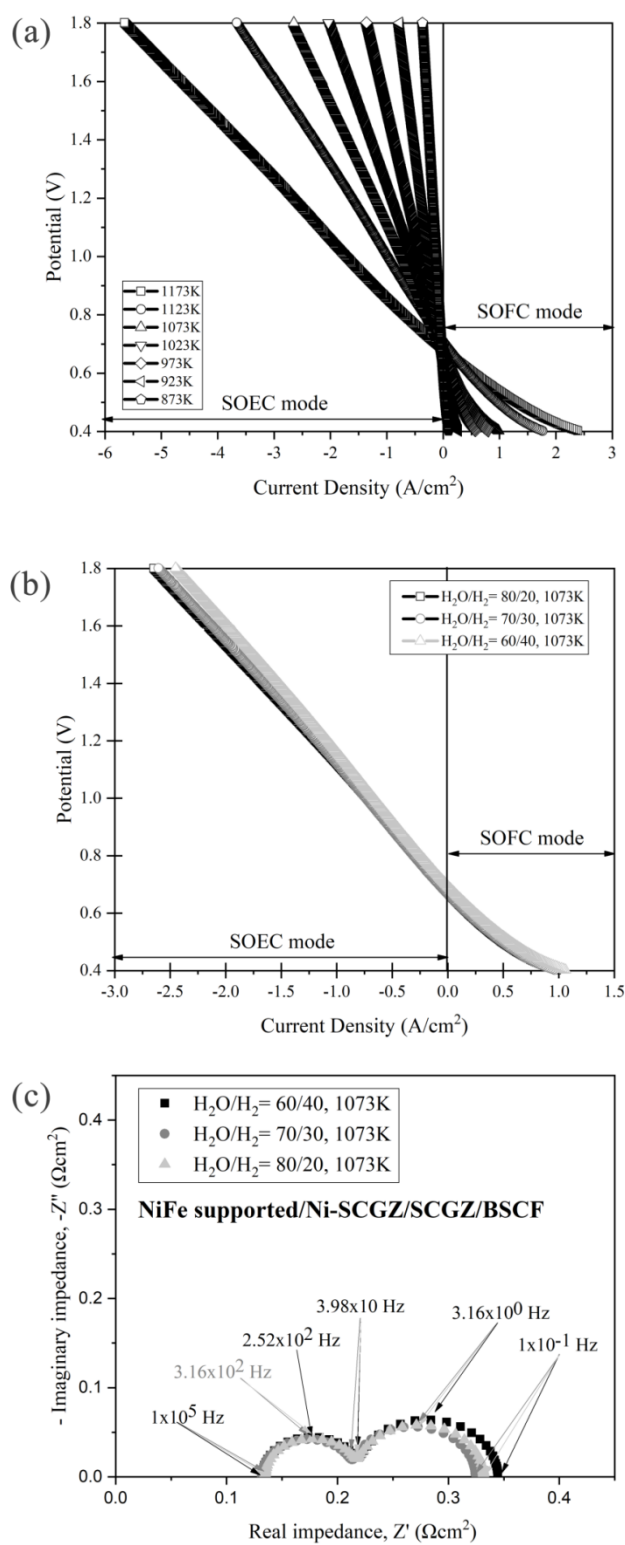 (a)
1.8
1.6
1.4
1.2
1.0
0.8
0.6
0.4
Potential (V)
1173K
1123K
1073K
1023K
973K
923K
873K
SOFC mode
SOEC mode
-6 -5 -4 -3 -2 -1 0 1 2 3
Current Density (A/cm²)
(b)
1.8
1.6
1.4
1.2
1.0
0.8
0.6
0.4
Potential (V)
H₂O/H₂= 80/20, 1073K
H₂O/H₂= 70/30, 1073K
H₂O/H₂= 60/40, 1073K
SOFC mode
SOEC mode
-3.0 -2.5 -2.0 -1.5 -1.0 -0.5 0.0 0.5 1.0 1.5
Current Density (A/cm²)
(c)
0.4
0.3
0.2
0.1
0.0
- Imaginary impedance, -Z'' (Ωcm²)
H₂O/H₂= 60/40, 1073K
H₂O/H₂= 70/30, 1073K
H₂O/H₂= 80/20, 1073K
NiFe supported/Ni-SCGZ/SCGZ/BSCF
3.98x10 Hz
3.16x10⁰ Hz
2.52x10² Hz
1x10⁻¹ Hz
3.16x10² Hz
1x10⁵ Hz
0.0 0.1 0.2 0.3 0.4
Real impedance, Z' (Ωcm²)